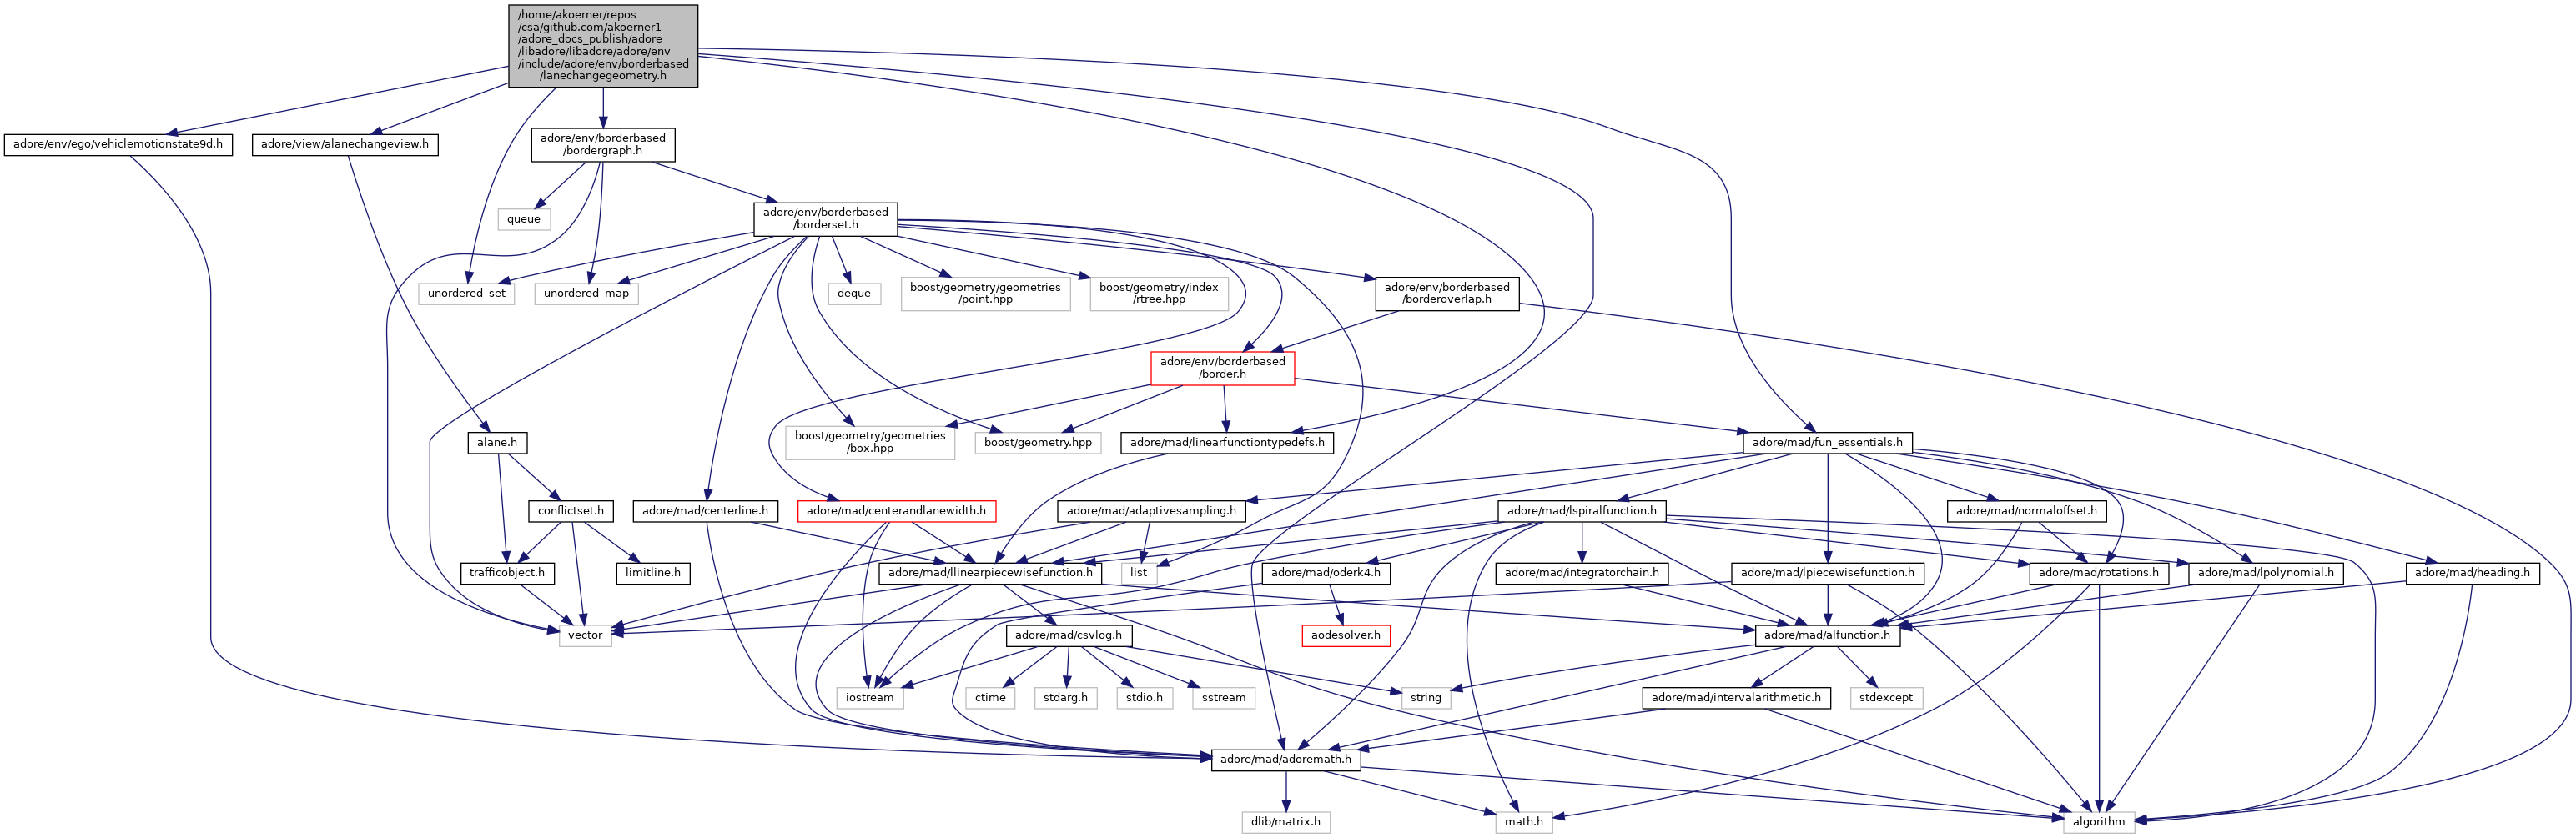 /home/akoerner/repos
/csa/github.com/akoerner1
/adore_docs_publish/adore
/libadore/libadore/adore/env
/include/adore/env/borderbased
/lanechangegeometry.h
adore/env/ego/vehiclemotionstate9d.h
adore/view/alanechangeview.h
adore/env/borderbased
/bordergraph.h
queue
adore/env/borderbased
/borderset.h
unordered_set
unordered_map
deque
boost/geometry/geometries
/point.hpp
boost/geometry/index
/rtree.hpp
adore/env/borderbased
/borderoverlap.h
adore/env/borderbased
/border.h
alane.h
boost/geometry/geometries
/box.hpp
boost/geometry.hpp
adore/mad/linearfunctiontypedefs.h
adore/mad/fun_essentials.h
conflictset.h
adore/mad/centerline.h
adore/mad/centerandlanewidth.h
adore/mad/adaptivesampling.h
adore/mad/lspiralfunction.h
adore/mad/normaloffset.h
trafficobject.h
limitline.h
adore/mad/llinearpiecewisefunction.h
list
adore/mad/oderk4.h
adore/mad/integratorchain.h
adore/mad/lpiecewisefunction.h
adore/mad/rotations.h
adore/mad/lpolynomial.h
adore/mad/heading.h
vector
adore/mad/csvlog.h
aodesolver.h
adore/mad/alfunction.h
iostream
ctime
stdarg.h
stdio.h
sstream
string
adore/mad/intervalarithmetic.h
stdexcept
adore/mad/adoremath.h
dlib/matrix.h
math.h
algorithm